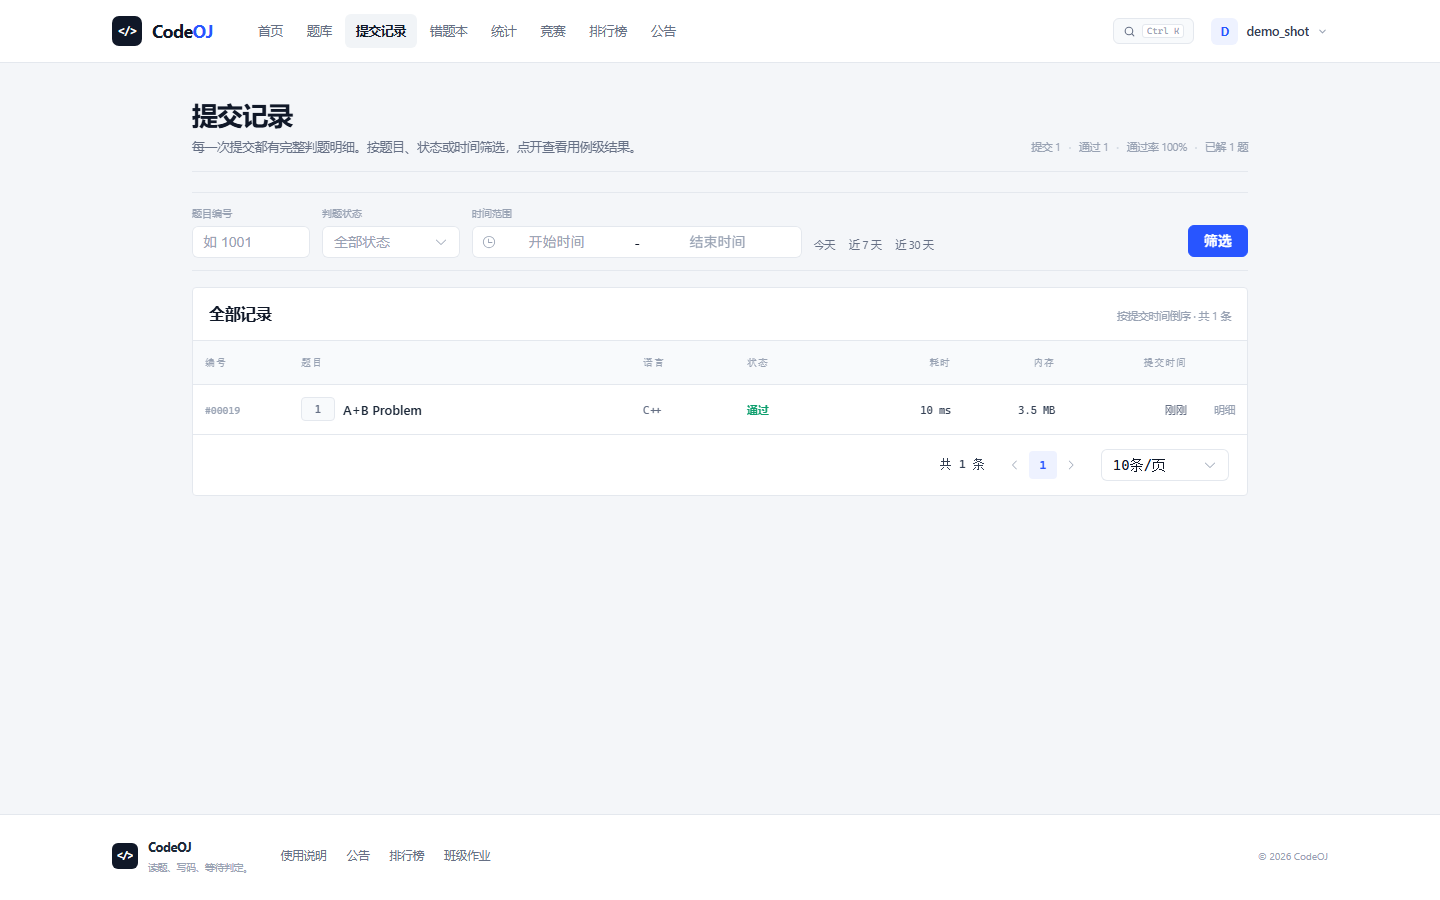 </> CodeOJ 首页 题库 提交记录 错题本 统计 竞赛 排行榜 公告 Ctrl K D demo_shot
提交记录
每一次提交都有完整判题明细。按题目、状态或时间筛选，点开查看用例级结果。
提交 1 · 通过 1 · 通过率 100% · 已解 1 题
题目编号 判题状态 时间范围
如 1001 全部状态 开始时间 - 结束时间 今天 近 7 天 近 30 天 筛选
全部记录 按提交时间倒序 · 共 1 条
编号 题目 语言 状态 耗时 内存 提交时间
#00019 1 A+B Problem C++ 通过 10 ms 3.5 MB 刚刚 明细
共 1 条 1 10条/页
</> CodeOJ
读题、写码、等待判定。
使用说明 公告 排行榜 班级作业
© 2026 CodeOJ